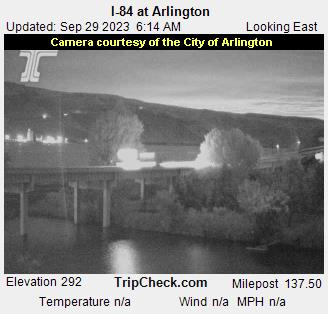 I-84 at Arlington
Updated: Sep 29 2023 6:14 AM Looking East
Camera courtesy of the City of Arlington
Elevation 292 TripCheck.com Milepost 137.50
Temperature n/a Wind n/a MPH n/a